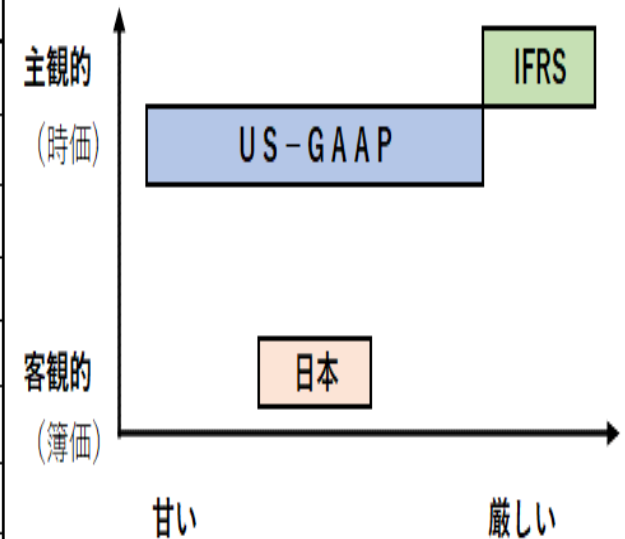 主観的
(時価)
IFRS
US-GAAP
客観的
(簿価)
日本
甘い
厳しい